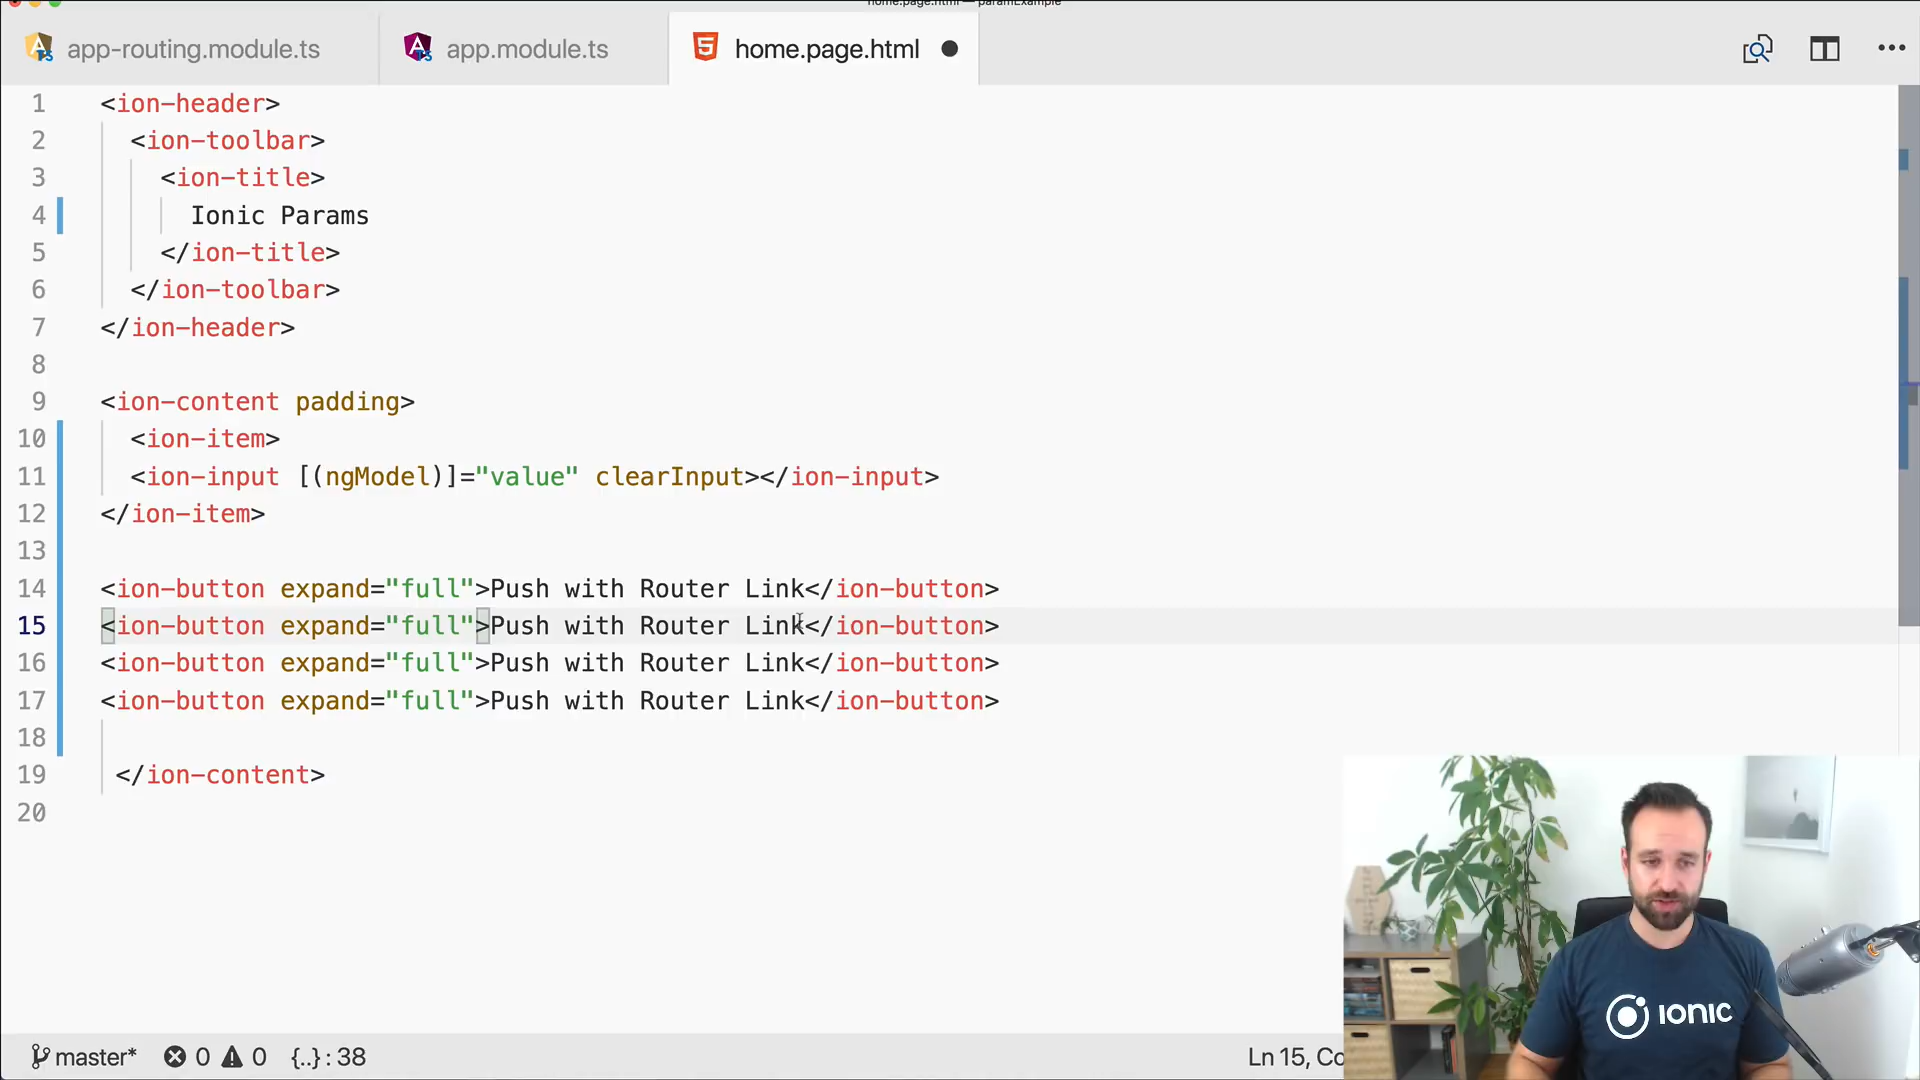 home.page.html — paramExample
app-routing.module.ts
app.module.ts
home.page.html
1 <ion-header>
2 <ion-toolbar>
3 <ion-title>
4 Ionic Params
5 </ion-title>
6 </ion-toolbar>
7 </ion-header>
8
9 <ion-content padding>
10 <ion-item>
11 <ion-input [(ngModel)]="value" clearInput></ion-input>
12 </ion-item>
13
14 <ion-button expand="full">Push with Router Link</ion-button>
15 <ion-button expand="full">Push with Router Link</ion-button>
16 <ion-button expand="full">Push with Router Link</ion-button>
17 <ion-button expand="full">Push with Router Link</ion-button>
18
19 </ion-content>
20
master* 0 0 {..} : 38 Ln 15, Co
IONIC